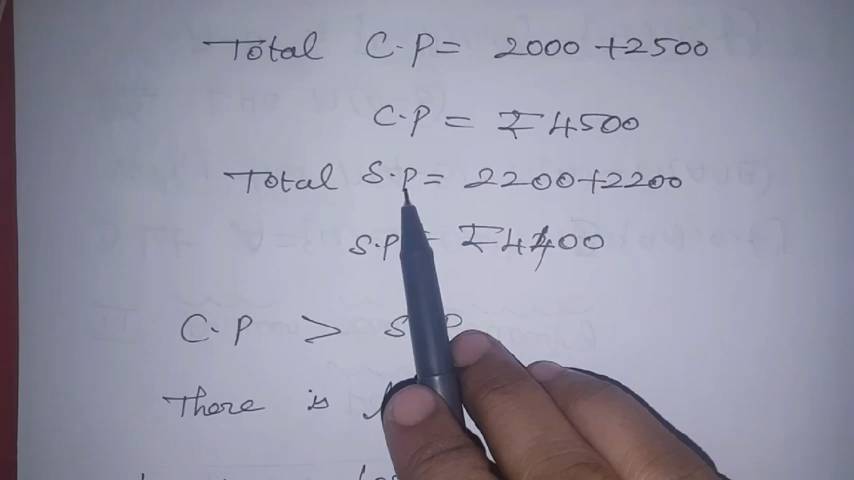 Total C.P = 2000 + 2500
C.P = ₹ 4500
Total S.P = 2200 + 2200
S.P = ₹ 4400
C.P > S.P
There is